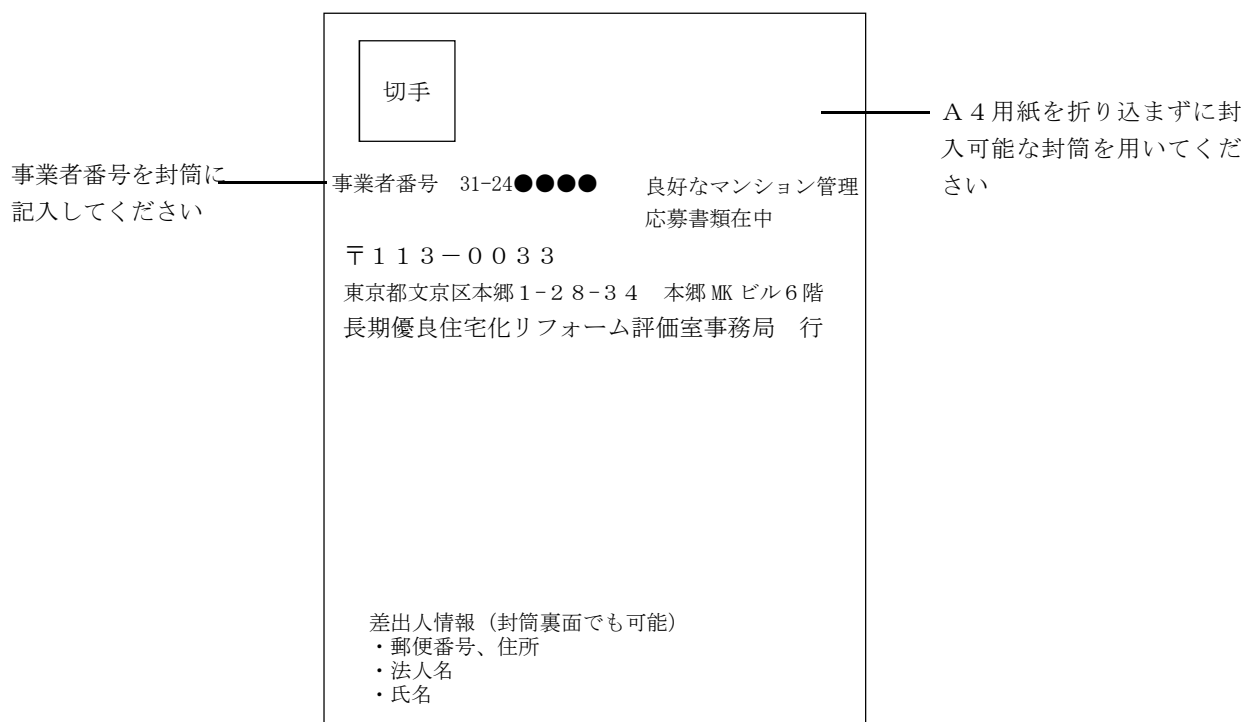 切手
A４用紙を折り込まずに封
入可能な封筒を用いてくだ
さい
事業者番号を封筒に
記入してください
事業者番号　31-24●●●●　良好なマンション管理
応募書類在中
〒１１３－００３３
東京都文京区本郷１-２８-３４　本郷 MK ビル６階
長期優良住宅化リフォーム評価室事務局　行
差出人情報（封筒裏面でも可能）
・郵便番号、住所
・法人名
・氏名